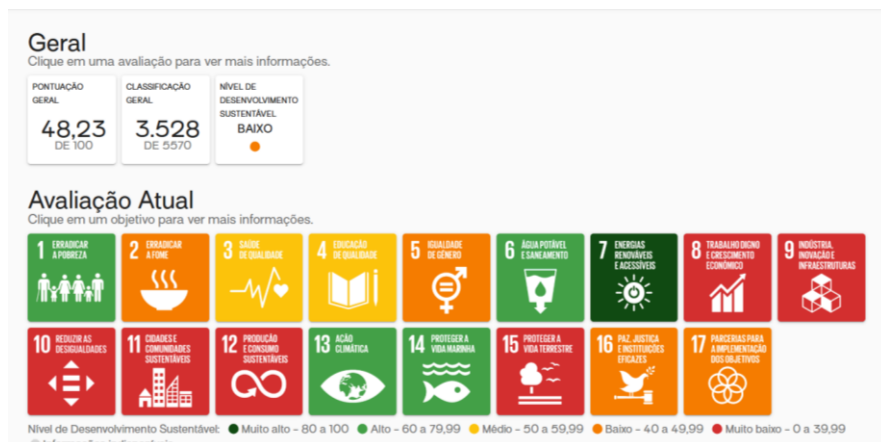 Geral
Clique em uma avaliação para ver mais informações.
PONTUAÇÃO
GERAL
48,23
DE 100
CLASSIFICAÇÃO
GERAL
3.528
DE 5570
NÍVEL DE
DESENVOLVIMENTO
SUSTENTÁVEL
BAIXO
Avaliação Atual
Clique em um objetivo para ver mais informações.
1 ERRADICAR
A POBREZA
2 ERRADICAR
A FOME
3 SAÚDE
DE QUALIDADE
4 EDUCAÇÃO
DE QUALIDADE
5 IGUALDADE
DE GÊNERO
6 ÁGUA POTÁVEL
E SANEAMENTO
7 ENERGIAS
RENOVÁVEIS
E ACESSÍVEIS
8 TRABALHO DIGNO
E CRESCIMENTO
ECONÔMICO
9 INDÚSTRIA,
INOVAÇÃO E
INFRAESTRUTURAS
10 REDUZIR AS
DESIGUALDADES
11 CIDADES E
COMUNIDADES
SUSTENTÁVEIS
12 PRODUÇÃO
E CONSUMO
SUSTENTÁVEIS
13 AÇÃO
CLIMÁTICA
14 PROTEGER A
VIDA MARINHA
15 PROTEGER A
VIDA TERRESTRE
16 PAZ, JUSTIÇA
E INSTITUIÇÕES
EFICAZES
17 PARCERIAS PARA
A IMPLEMENTAÇÃO
DOS OBJETIVOS
Nível de Desenvolvimento Sustentável: Muito alto - 80 a 100 Alto - 60 a 79,99 Médio - 50 a 59,99 Baixo - 40 a 49,99 Muito baixo - 0 a 39,99